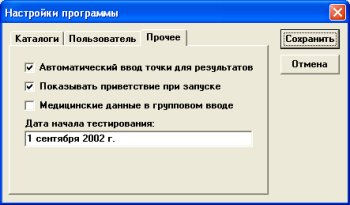 Настройки программы
Каталоги Пользователь Прочее
Сохранить
Отмена
Автоматический ввод точки для результатов
Показывать приветствие при запуске
Медицинские данные в групповом вводе
Дата начала тестирования:
1 сентября 2002 г.